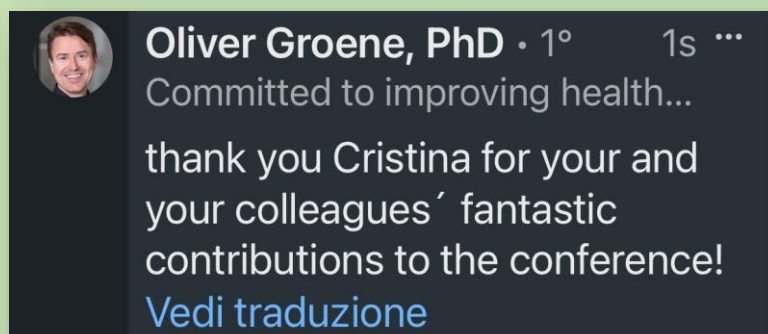 Oliver Groene, PhD • 1° 1s •••
Committed to improving health...
thank you Cristina for your and
your colleagues´ fantastic
contributions to the conference!
Vedi traduzione